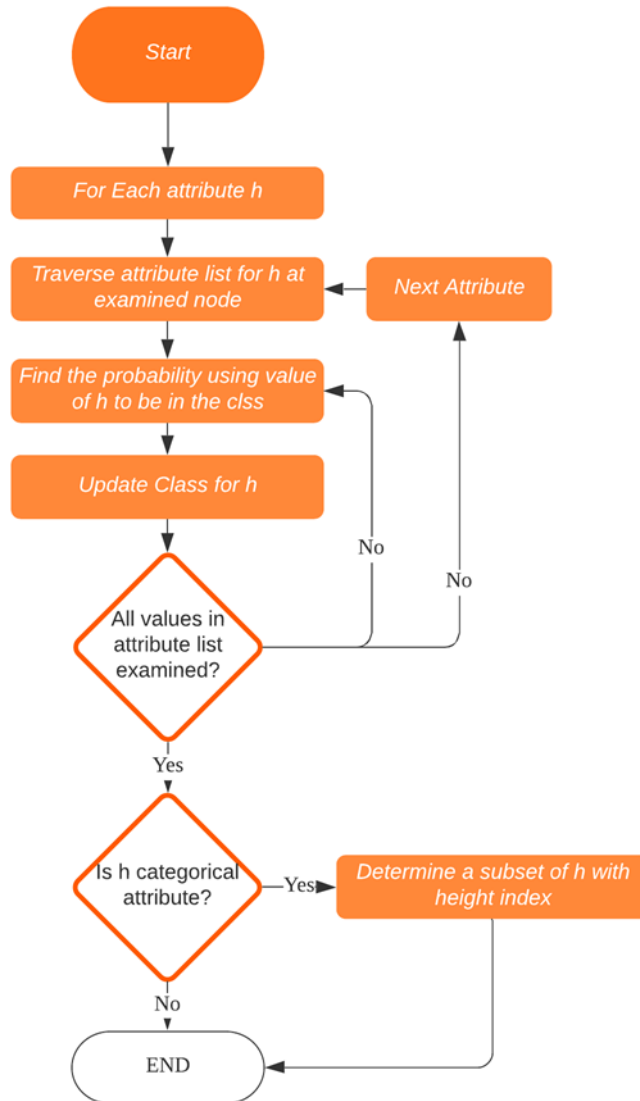 Start
For Each attribute h
Traverse attribute list for h at
examined node
Next Attribute
Find the probability using value
of h to be in the clss
Update Class for h
No
No
All values in
attribute list
examined?
Yes
Is h categorical
attribute?
Yes
Determine a subset of h with
height index
No
END